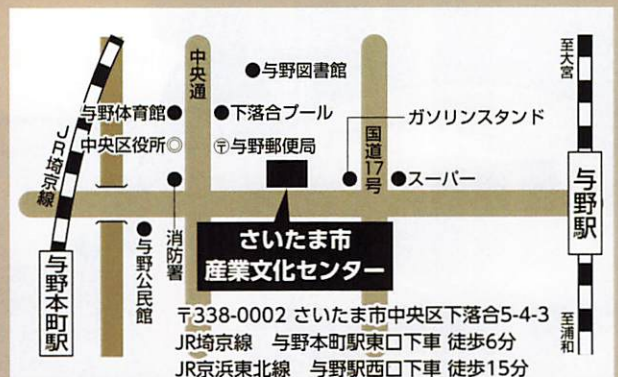 至大宮
中央通
与野図書館
与野体育館
下落合プール
ガソリンスタンド
中央区役所◎
〒与野郵便局
国道17号
JR埼京線
スーパー
与野駅
消防署
与野公民館
さいたま市
産業文化センター
与野本町駅
至浦和
〒338-0002 さいたま市中央区下落合5-4-3
JR埼京線 与野本町駅東口下車 徒歩6分
JR京浜東北線 与野駅西口下車 徒歩15分